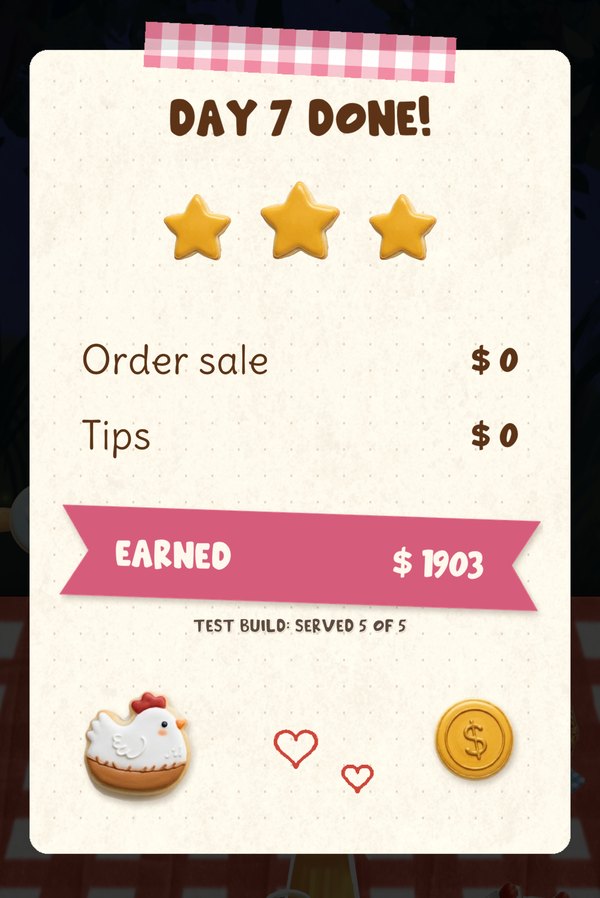 DAY 7 DONE!
Order sale $ 0
Tips $ 0
EARNED $ 1903
TEST BUILD: SERVED 5 OF 5
$